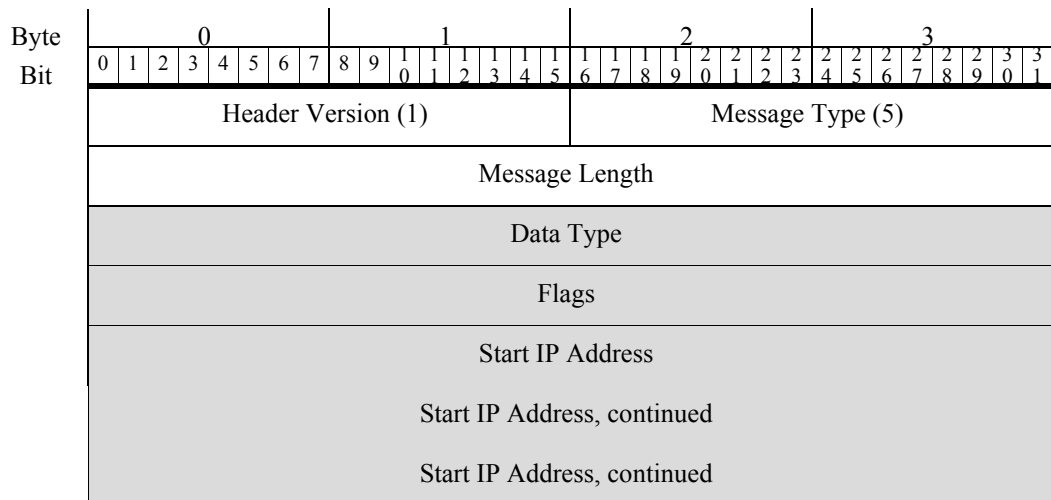 Byte 0 1 2 3
Bit 0 1 2 3 4 5 6 7 8 9 10 11 12 13 14 15 16 17 18 19 20 21 22 23 24 25 26 27 28 29 30 31
Header Version (1) Message Type (5)
Message Length
Data Type
Flags
Start IP Address
Start IP Address, continued
Start IP Address, continued